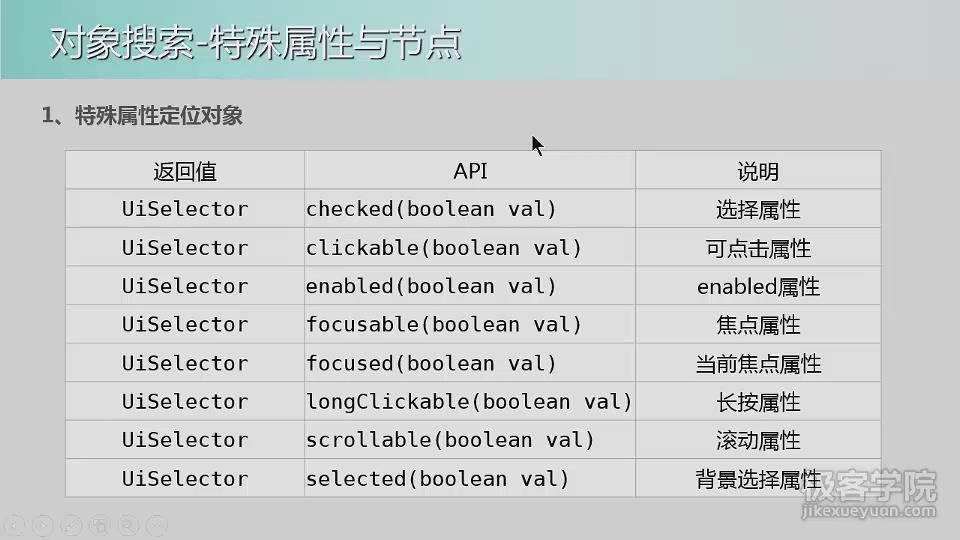 对象搜索-特殊属性与节点
1、特殊属性定位对象
返回值 API 说明
UiSelector checked(boolean val) 选择属性
UiSelector clickable(boolean val) 可点击属性
UiSelector enabled(boolean val) enabled属性
UiSelector focusable(boolean val) 焦点属性
UiSelector focused(boolean val) 当前焦点属性
UiSelector longClickable(boolean val) 长按属性
UiSelector scrollable(boolean val) 滚动属性
UiSelector selected(boolean val) 背景选择属性
极客学院
jikexueyuan.com